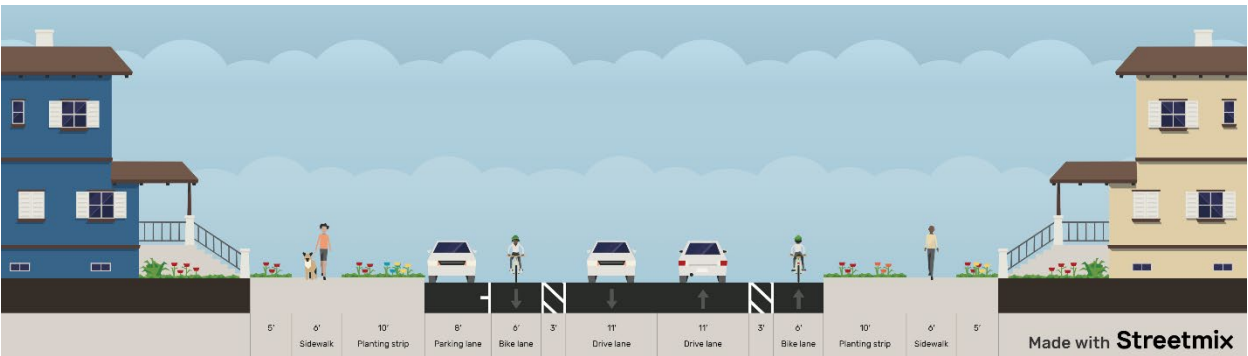 5' 6' 10' 8' 6' 3' 11' 11' 3' 6' 10' 6' 5'
Sidewalk Planting strip Parking lane Bike lane Drive lane Drive lane Bike lane Planting strip Sidewalk
Made with Streetmix